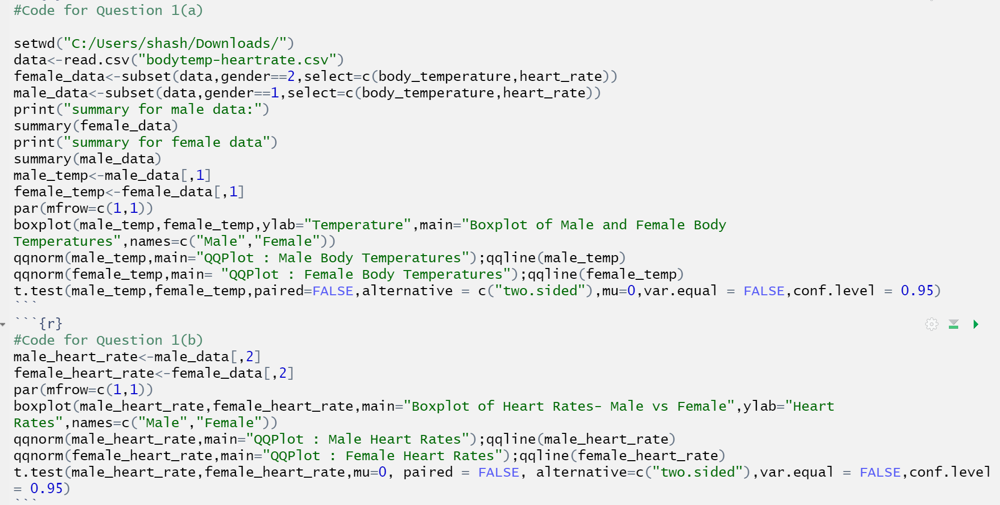 #Code for Question 1(a)
setwd("C:/Users/shash/Downloads/")
data<-read.csv("bodytemp-heartrate.csv")
female_data<-subset(data,gender==2,select=c(body_temperature,heart_rate))
male_data<-subset(data,gender==1,select=c(body_temperature,heart_rate))
print("summary for male data:")
summary(female_data)
print("summary for female data")
summary(male_data)
male_temp<-male_data[,1]
female_temp<-female_data[,1]
par(mfrow=c(1,1))
boxplot(male_temp,female_temp,ylab="Temperature",main="Boxplot of Male and Female Body
Temperatures",names=c("Male","Female"))
qqnorm(male_temp,main="QQPlot : Male Body Temperatures");qqline(male_temp)
qqnorm(female_temp,main= "QQPlot : Female Body Temperatures");qqline(female_temp)
t.test(male_temp,female_temp,paired=FALSE,alternative = c("two.sided"),mu=0,var.equal = FALSE,conf.level = 0.95)
```
```{r}
#Code for Question 1(b)
male_heart_rate<-male_data[,2]
female_heart_rate<-female_data[,2]
par(mfrow=c(1,1))
boxplot(male_heart_rate,female_heart_rate,main="Boxplot of Heart Rates- Male vs Female",ylab="Heart
Rates",names=c("Male","Female"))
qqnorm(male_heart_rate,main="QQPlot : Male Heart Rates");qqline(male_heart_rate)
qqnorm(female_heart_rate,main="QQPlot : Female Heart Rates");qqline(female_heart_rate)
t.test(male_heart_rate,female_heart_rate,mu=0, paired = FALSE, alternative=c("two.sided"),var.equal = FALSE,conf.level
= 0.95)
```